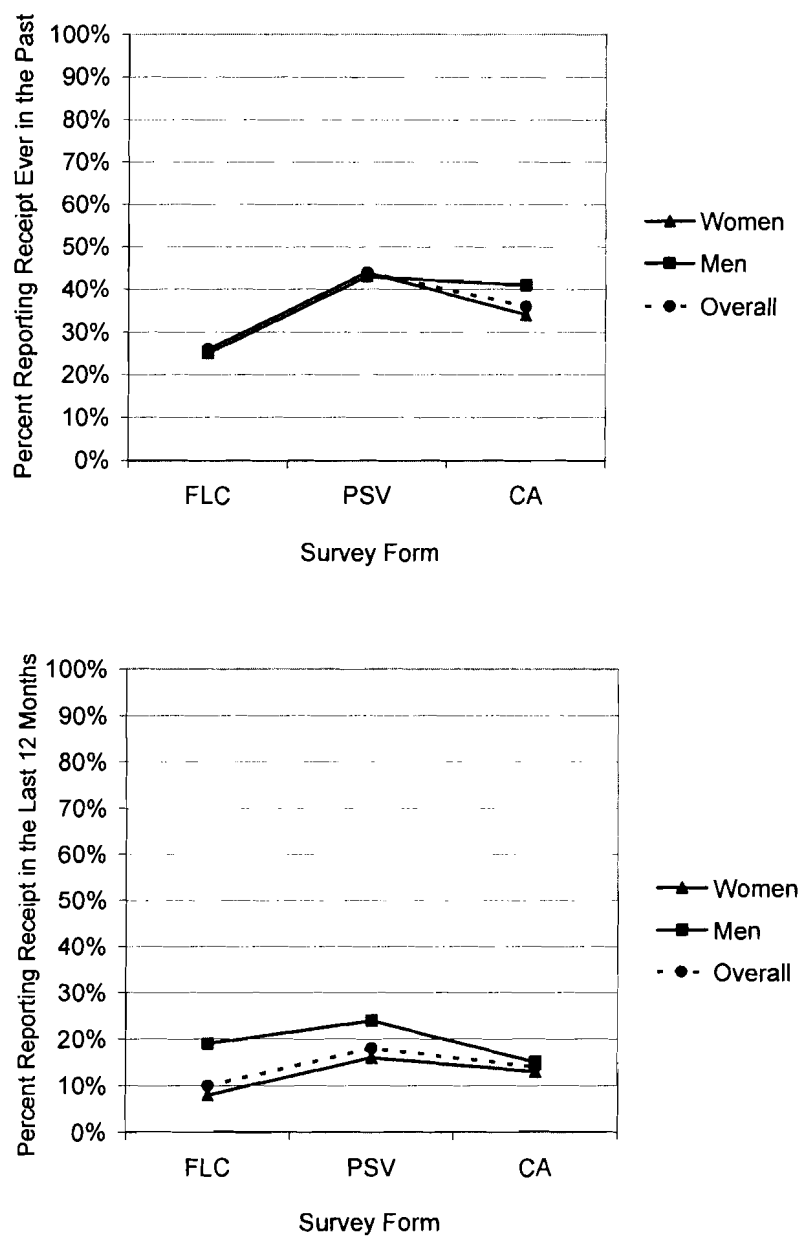 Percent Reporting Receipt Ever in the Past
100%
90%
80%
70%
60%
50%
40%
30%
20%
10%
0%
FLC PSV CA
Survey Form
Women
Men
Overall
Percent Reporting Receipt in the Last 12 Months
100%
90%
80%
70%
60%
50%
40%
30%
20%
10%
0%
FLC PSV CA
Survey Form
Women
Men
Overall